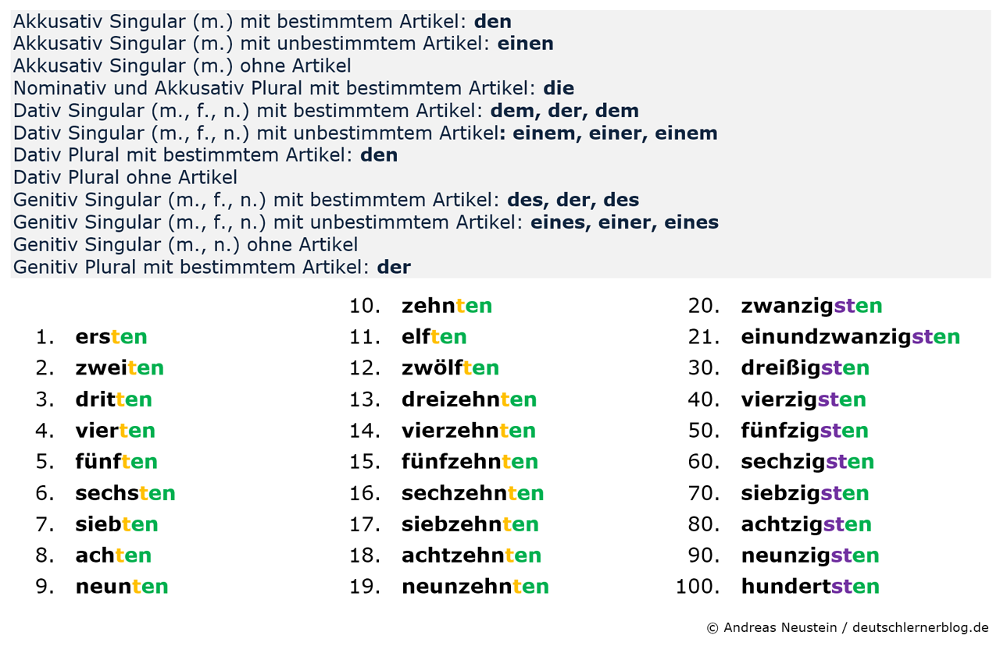 Akkusativ Singular (m.) mit bestimmtem Artikel: den
Akkusativ Singular (m.) mit unbestimmtem Artikel: einen
Akkusativ Singular (m.) ohne Artikel
Nominativ und Akkusativ Plural mit bestimmtem Artikel: die
Dativ Singular (m., f., n.) mit bestimmtem Artikel: dem, der, dem
Dativ Singular (m., f., n.) mit unbestimmtem Artikel: einem, einer, einem
Dativ Plural mit bestimmtem Artikel: den
Dativ Plural ohne Artikel
Genitiv Singular (m., f., n.) mit bestimmtem Artikel: des, der, des
Genitiv Singular (m., f., n.) mit unbestimmtem Artikel: eines, einer, eines
Genitiv Singular (m., n.) ohne Artikel
Genitiv Plural mit bestimmtem Artikel: der
1. ersten
2. zweiten
3. dritten
4. vierten
5. fünften
6. sechsten
7. siebten
8. achten
9. neunten
10. zehnten
11. elften
12. zwölften
13. dreizehnten
14. vierzehnten
15. fünfzehnten
16. sechzehnten
17. siebzehnten
18. achtzehnten
19. neunzehnten
20. zwanzigsten
21. einundzwanzigsten
30. dreißigsten
40. vierzigsten
50. fünfzigsten
60. sechzigsten
70. siebzigsten
80. achtzigsten
90. neunzigsten
100. hundertsten
© Andreas Neustein / deutschlernerblog.de